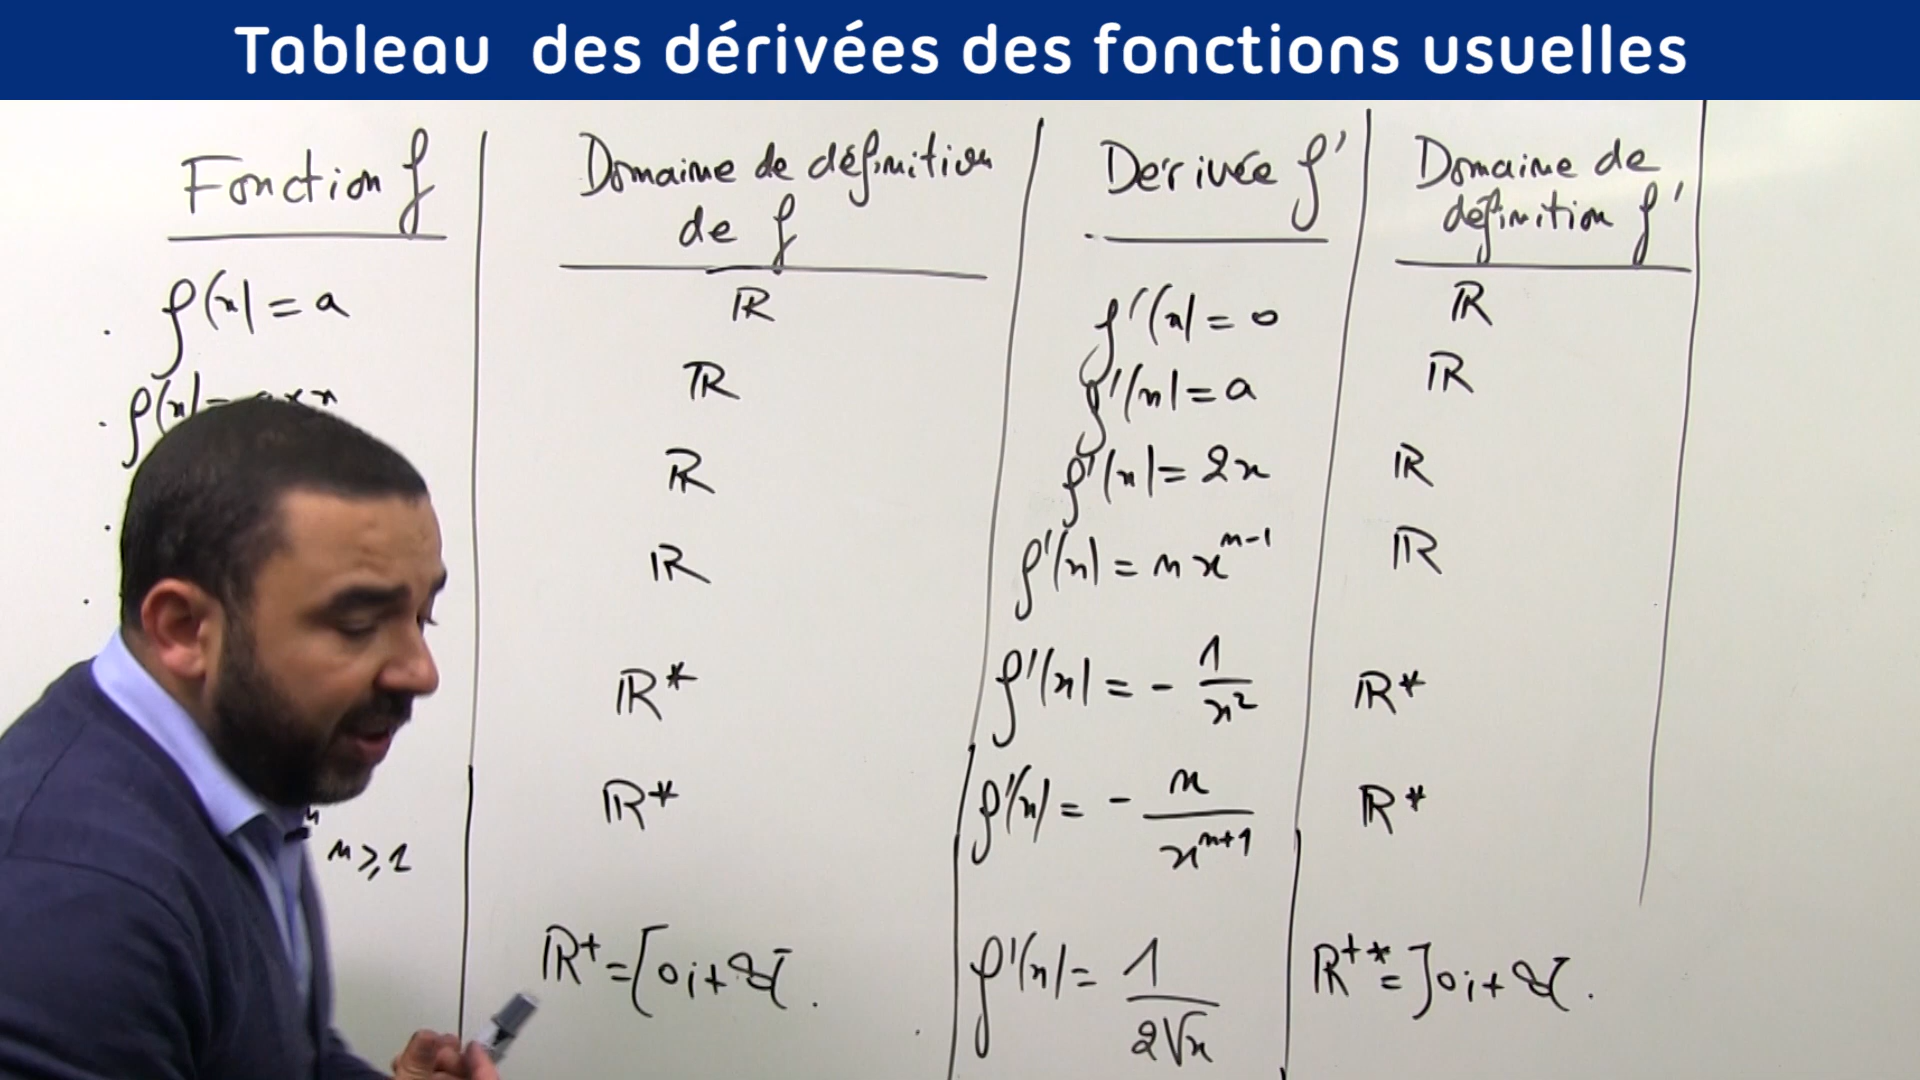 Tableau des dérivées des fonctions usuelles
Fonction f | Domaine de définition de f | Dérivée f' | Domaine de définition f'
f(x) = a | ℝ | f'(x) = 0 | ℝ
f(x) = a×x | ℝ | f'(x) = a | ℝ
ℝ | f'(x) = 2x | ℝ
ℝ | f'(x) = n x^{n-1} | ℝ
ℝ* | f'(x) = - 1/x² | ℝ*
n ⩾ 1 | ℝ* | f'(x) = - n/x^{n+1} | ℝ*
ℝ+ = [0;+∞[. | f'(x) = 1/(2√x) | ℝ+* = ]0;+∞[.